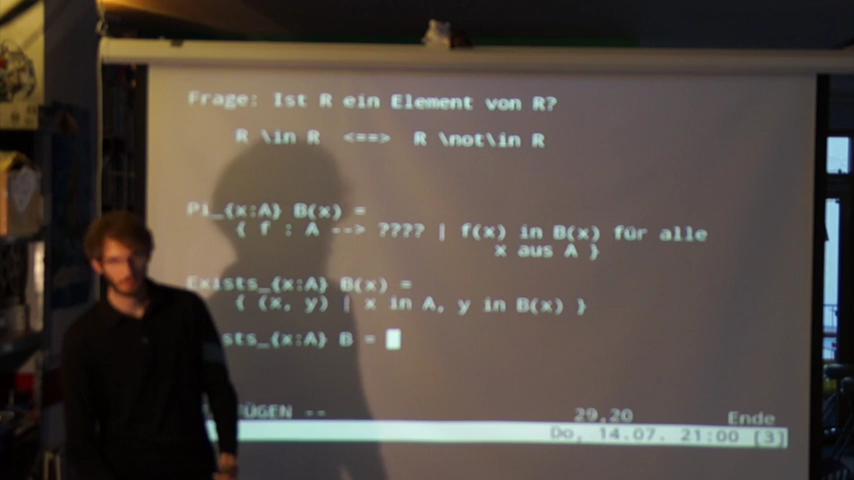 Frage: Ist R ein Element von R?
R \in R <==> R \not\in R
Pi_{x:A} B(x) =
{ f : A --> ???? | f(x) in B(x) für alle
x aus A }
Exists_{x:A} B(x) =
{ (x, y) | x in A, y in B(x) }
sts_{x:A} B =
ÜGEN -- 29,20 Ende
Do, 14.07. 21:00 [3]